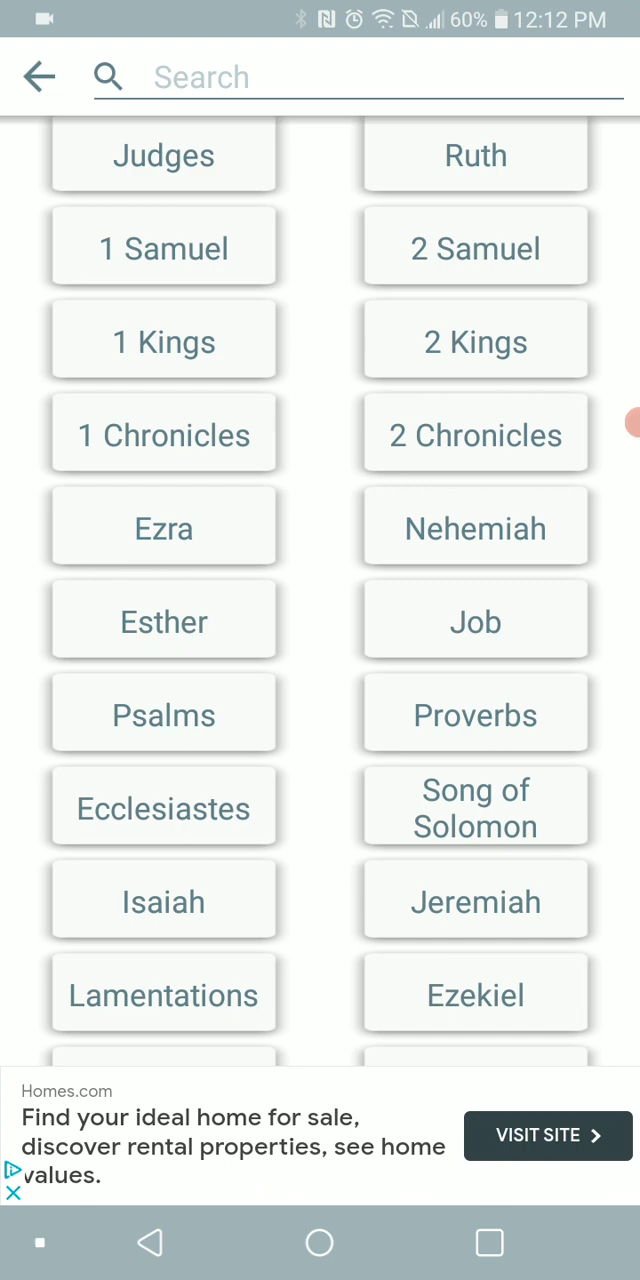 60% 12:12 PM
Search
Judges
Ruth
1 Samuel
2 Samuel
1 Kings
2 Kings
1 Chronicles
2 Chronicles
Ezra
Nehemiah
Esther
Job
Psalms
Proverbs
Ecclesiastes
Song of
Solomon
Isaiah
Jeremiah
Lamentations
Ezekiel
Homes.com
Find your ideal home for sale,
discover rental properties, see home
values.
VISIT SITE